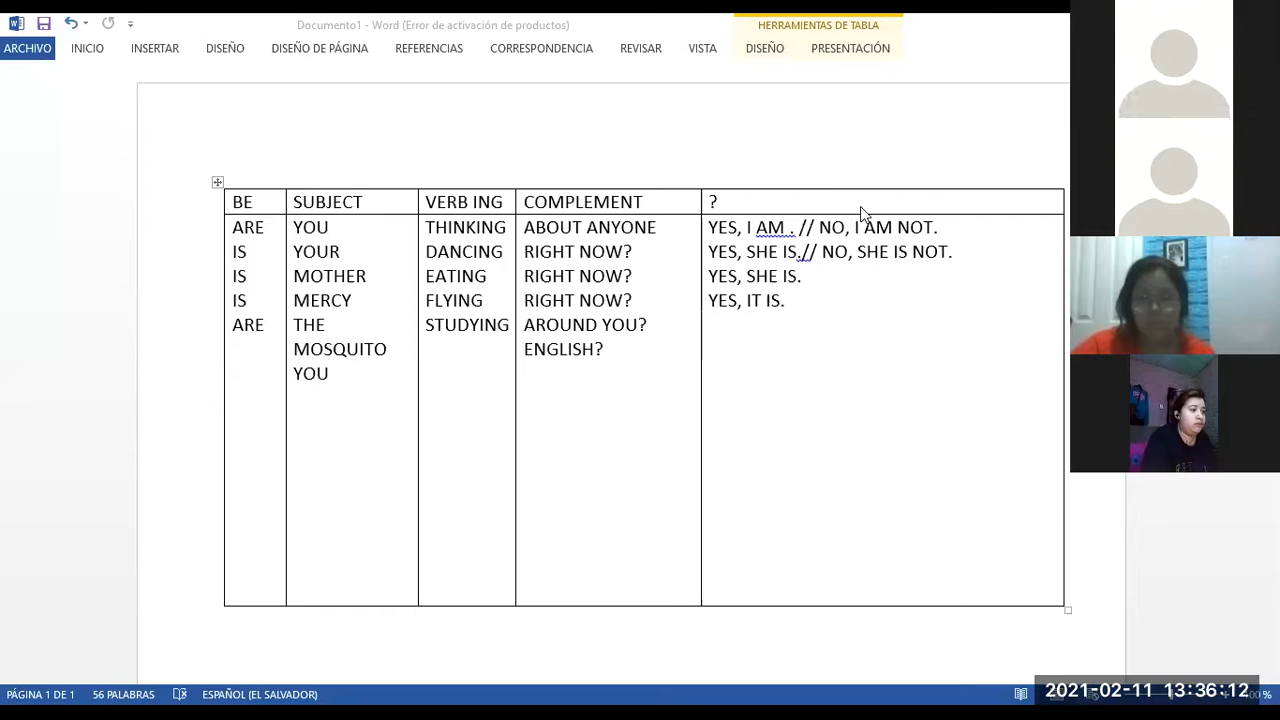 Documento1 - Word (Error de activación de productos)
HERRAMIENTAS DE TABLA
ARCHIVO INICIO INSERTAR DISEÑO DISEÑO DE PÁGINA REFERENCIAS CORRESPONDENCIA REVISAR VISTA DISEÑO PRESENTACIÓN
BE SUBJECT VERB ING COMPLEMENT ?
ARE YOU THINKING ABOUT ANYONE YES, I AM . // NO, I AM NOT.
IS YOUR DANCING RIGHT NOW? YES, SHE IS.// NO, SHE IS NOT.
IS MOTHER EATING RIGHT NOW? YES, SHE IS.
IS MERCY FLYING RIGHT NOW? YES, IT IS.
ARE THE STUDYING AROUND YOU?
MOSQUITO ENGLISH?
YOU
PÁGINA 1 DE 1 56 PALABRAS ESPAÑOL (EL SALVADOR)
2021-02-11 13:36:12